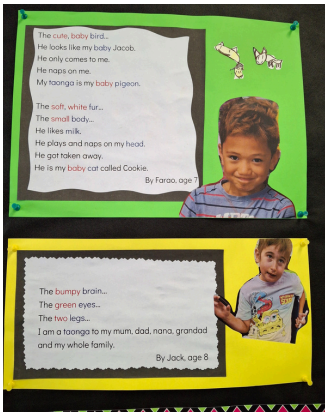 The cute, baby bird...
He looks like my baby Jacob.
He only comes to me.
He naps on me.
My taonga is my baby pigeon.
The soft, white fur...
The small body...
He likes milk.
He plays and naps on my head.
He got taken away.
He is my baby cat called Cookie.
By Farao, age 7
The bumpy brain...
The green eyes...
The two legs...
I am a taonga to my mum, dad, nana, grandad
and my whole family.
By Jack, age 8